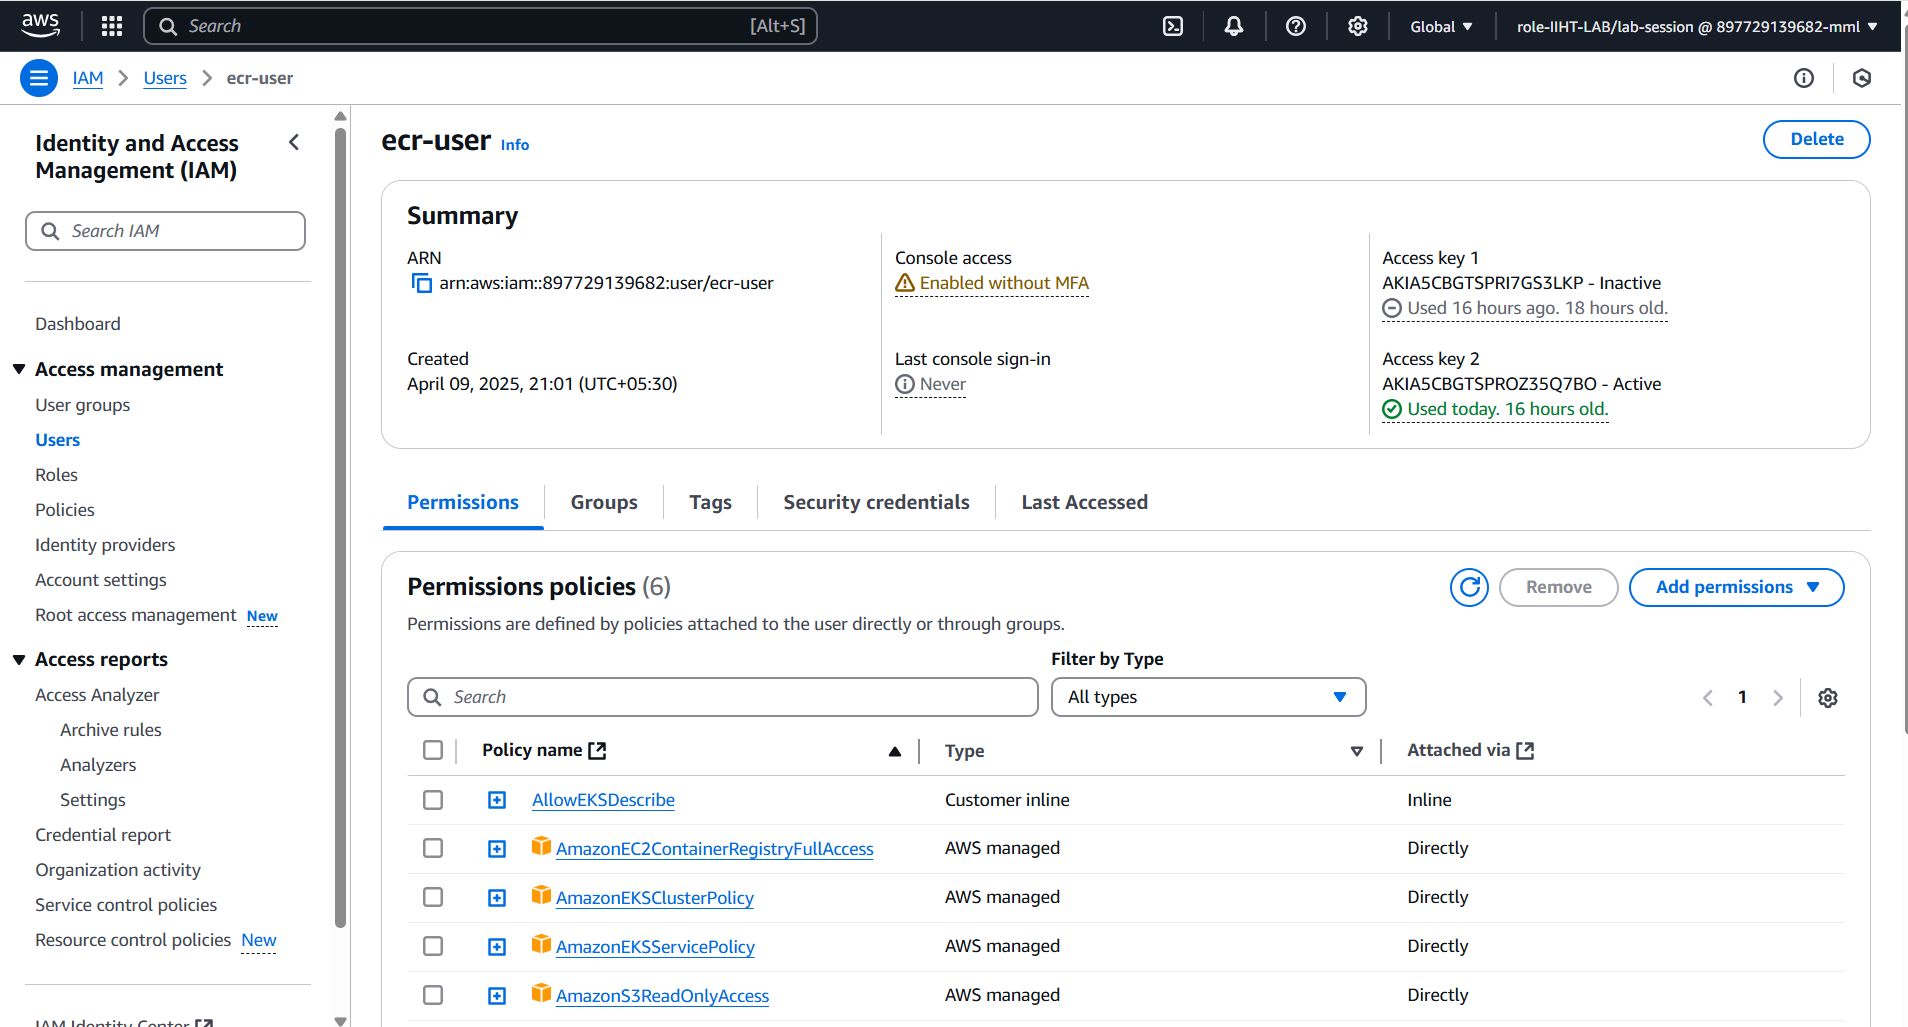 aws
Search
[Alt+S]
Global
role-IIHT-LAB/lab-session @ 897729139682-mml
IAM
Users
ecr-user
Identity and Access
Management (IAM)
Search IAM
Dashboard
Access management
User groups
Users
Roles
Policies
Identity providers
Account settings
Root access management New
Access reports
Access Analyzer
Archive rules
Analyzers
Settings
Credential report
Organization activity
Service control policies
Resource control policies New
IAM Identity Center
ecr-user Info
Delete
Summary
ARN
arn:aws:iam::897729139682:user/ecr-user
Created
April 09, 2025, 21:01 (UTC+05:30)
Console access
Enabled without MFA
Last console sign-in
Never
Access key 1
AKIA5CBGTSPRI7GS3LKP - Inactive
Used 16 hours ago. 18 hours old.
Access key 2
AKIA5CBGTSPROZ35Q7BO - Active
Used today. 16 hours old.
Permissions
Groups
Tags
Security credentials
Last Accessed
Permissions policies (6)
Remove
Add permissions
Permissions are defined by policies attached to the user directly or through groups.
Filter by Type
Search
All types
1
Policy name
Type
Attached via
AllowEKSDescribe
Customer inline
Inline
AmazonEC2ContainerRegistryFullAccess
AWS managed
Directly
AmazonEKSClusterPolicy
AWS managed
Directly
AmazonEKSServicePolicy
AWS managed
Directly
AmazonS3ReadOnlyAccess
AWS managed
Directly